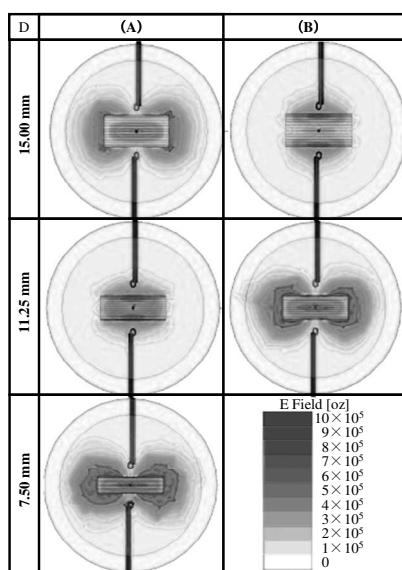 D (A) (B)
15.00 mm
11.25 mm
7.50 mm
E Field [oz]
10×10⁵
9×10⁵
8×10⁵
7×10⁵
6×10⁵
5×10⁵
4×10⁵
3×10⁵
2×10⁵
1×10⁵
0